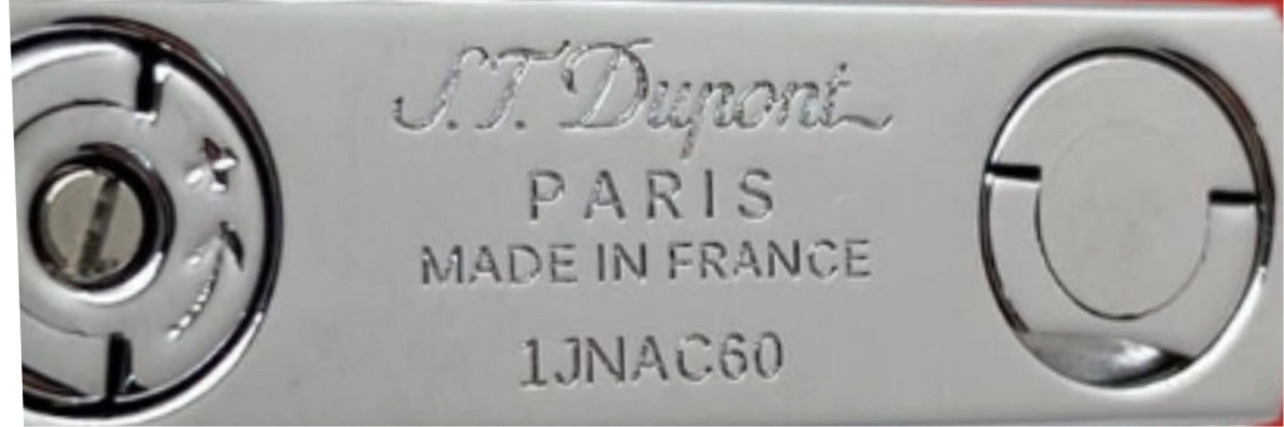 S.T. Dupont
PARIS
MADE IN FRANCE
1JNAC60